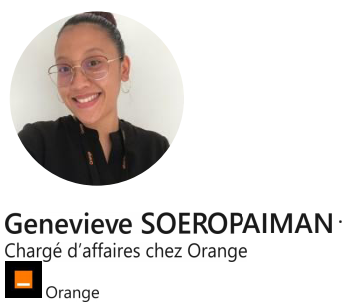 Genevieve SOEROPAIMAN ·
Chargé d’affaires chez Orange
Orange